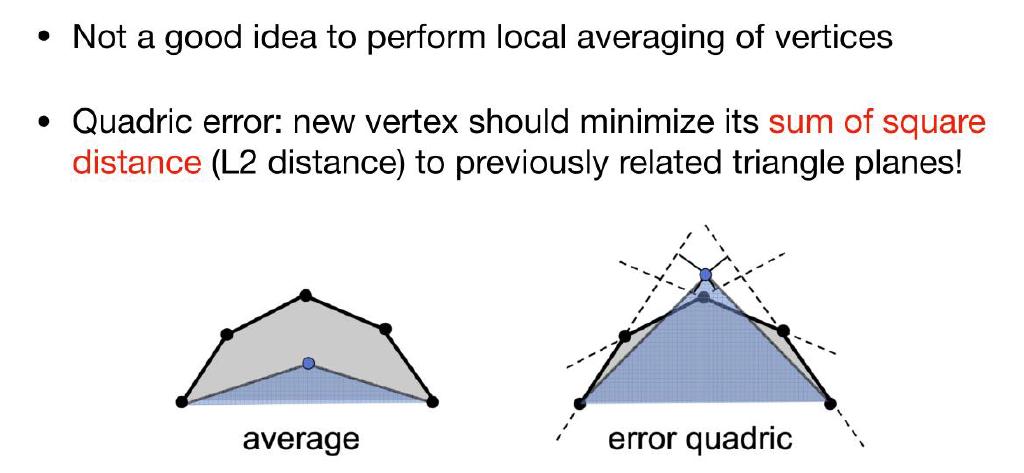 • Not a good idea to perform local averaging of vertices
• Quadric error: new vertex should minimize its sum of square
distance (L2 distance) to previously related triangle planes!
average
error quadric